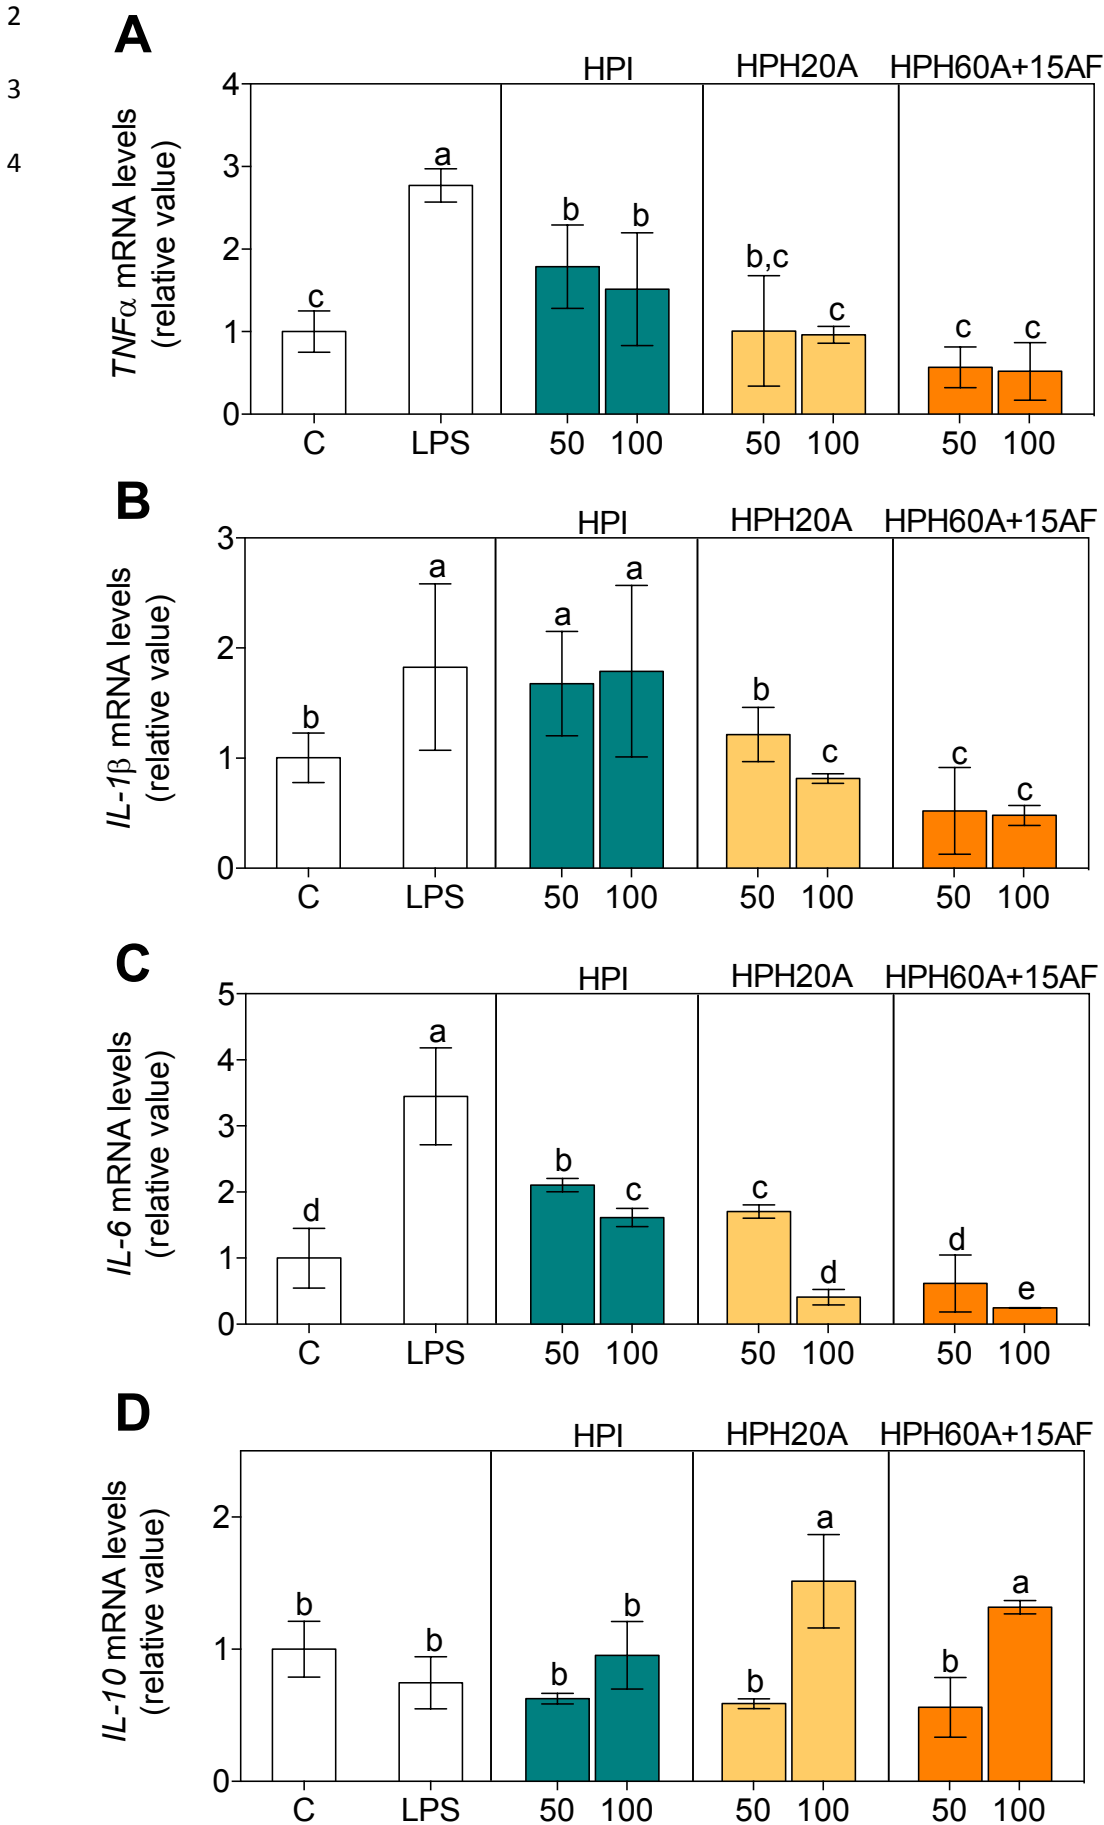 2
3
4
A
HPI HPH20A HPH60A+15AF
TNFα mRNA levels
(relative value)
4
3
2
1
0
c a b b b,c c c c
C LPS 50 100 50 100 50 100
B
HPI HPH20A HPH60A+15AF
IL-1β mRNA levels
(relative value)
3
2
1
0
b a a a b c c c
C LPS 50 100 50 100 50 100
C
HPI HPH20A HPH60A+15AF
IL-6 mRNA levels
(relative value)
5
4
3
2
1
0
d a b c c d d e
C LPS 50 100 50 100 50 100
D
HPI HPH20A HPH60A+15AF
IL-10 mRNA levels
(relative value)
2
1
0
b b b b b a b a
C LPS 50 100 50 100 50 100